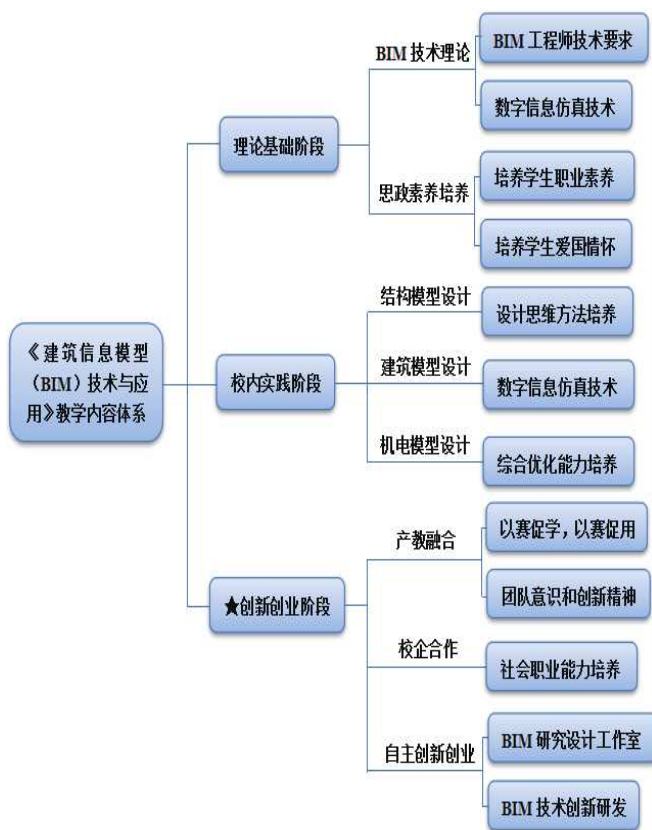 BIM 技术理论
BIM 工程师技术要求
数字信息仿真技术
理论基础阶段
思政素养培养
培养学生职业素养
培养学生爱国情怀
《建筑信息模型
（BIM）技术与应
用》教学内容体系
校内实践阶段
结构模型设计
设计思维方法培养
建筑模型设计
数字信息仿真技术
机电模型设计
综合优化能力培养
★创新创业阶段
产教融合
以赛促学，以赛促用
团队意识和创新精神
校企合作
社会职业能力培养
自主创新创业
BIM 研究设计工作室
BIM 技术创新研发